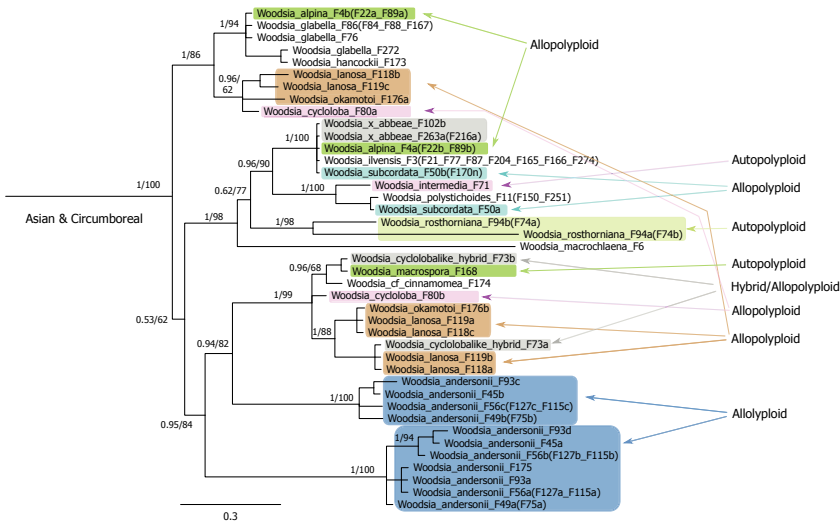 Woodsia_alpina_F4b(F22a_F89a)
1/94
Woodsia_glabella_F86(F84_F88_F167)
Woodsia_glabella_F76
Allopolyploid
1/86
Woodsia_glabella_F272
Woodsia_hancockii_F173
0.96/
62
Woodsia_lanosa_F118b
Woodsia_lanosa_F119c
Woodsia_okamotoi_F176a
Woodsia_cycloloba_F80a
Woodsia_x_abbeae_F102b
Woodsia_x_abbeae_F263a(F216a)
1/100
Woodsia_alpina_F4a(F22b_F89b)
Woodsia_ilvensis_F3(F21_F77_F87_F204_F165_F166_F274)
Autopolyploid
0.96/90
Woodsia_subcordata_F50b(F170n)
1/100
Woodsia_intermedia_F71
Allopolyploid
0.62/77
1/100
Woodsia_polystichoides_F11(F150_F251)
Woodsia_subcordata_F50a
Asian & Circumboreal
1/98
1/98
Woodsia_rosthorniana_F94b(F74a)
Autopolyploid
Woodsia_rosthorniana_F94a(F74b)
Woodsia_macrochlaena_F6
Woodsia_cyclolobalike_hybrid_F73b
Autopolyploid
0.96/68
Woodsia_macrospora_F168
Woodsia_cf_cinnamomea_F174
Hybrid/Allopolyploid
1/99
Woodsia_cycloloba_F80b
Woodsia_okamotoi_F176b
Allopolyploid
0.53/62
Woodsia_lanosa_F119a
1/88
Woodsia_lanosa_F118c
Allopolyploid
0.94/82
Woodsia_cyclolobalike_hybrid_F73a
Woodsia_lanosa_F119b
Woodsia_lanosa_F118a
Woodsia_andersonii_F93c
Woodsia_andersonii_F45b
1/100
Woodsia_andersonii_F56c(F127c_F115c)
Allolyploid
Woodsia_andersonii_F49b(F75b)
0.95/84
Woodsia_andersonii_F93d
1/94
Woodsia_andersonii_F45a
Woodsia_andersonii_F56b(F127b_F115b)
1/100
Woodsia_andersonii_F175
Woodsia_andersonii_F93a
Woodsia_andersonii_F56a(F127a_F115a)
Woodsia_andersonii_F49a(F75a)
0.3